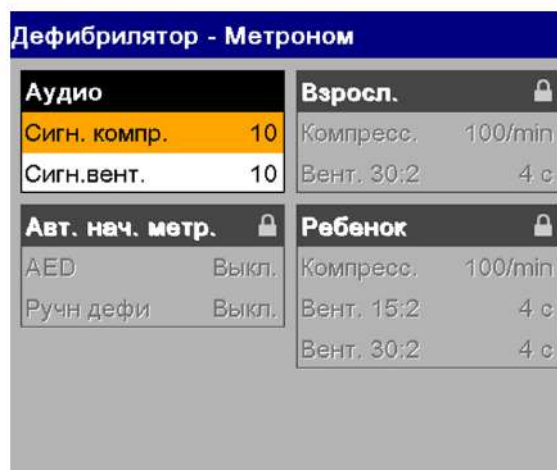 Дефибрилятор - Метроном
Аудио
Сигн. компр. 10
Сигн.вент. 10
Взросл.
Компресс. 100/min
Вент. 30:2 4 с
Авт. нач. метр.
AED Выкл.
Ручн дефи Выкл.
Ребенок
Компресс. 100/min
Вент. 15:2 4 с
Вент. 30:2 4 с